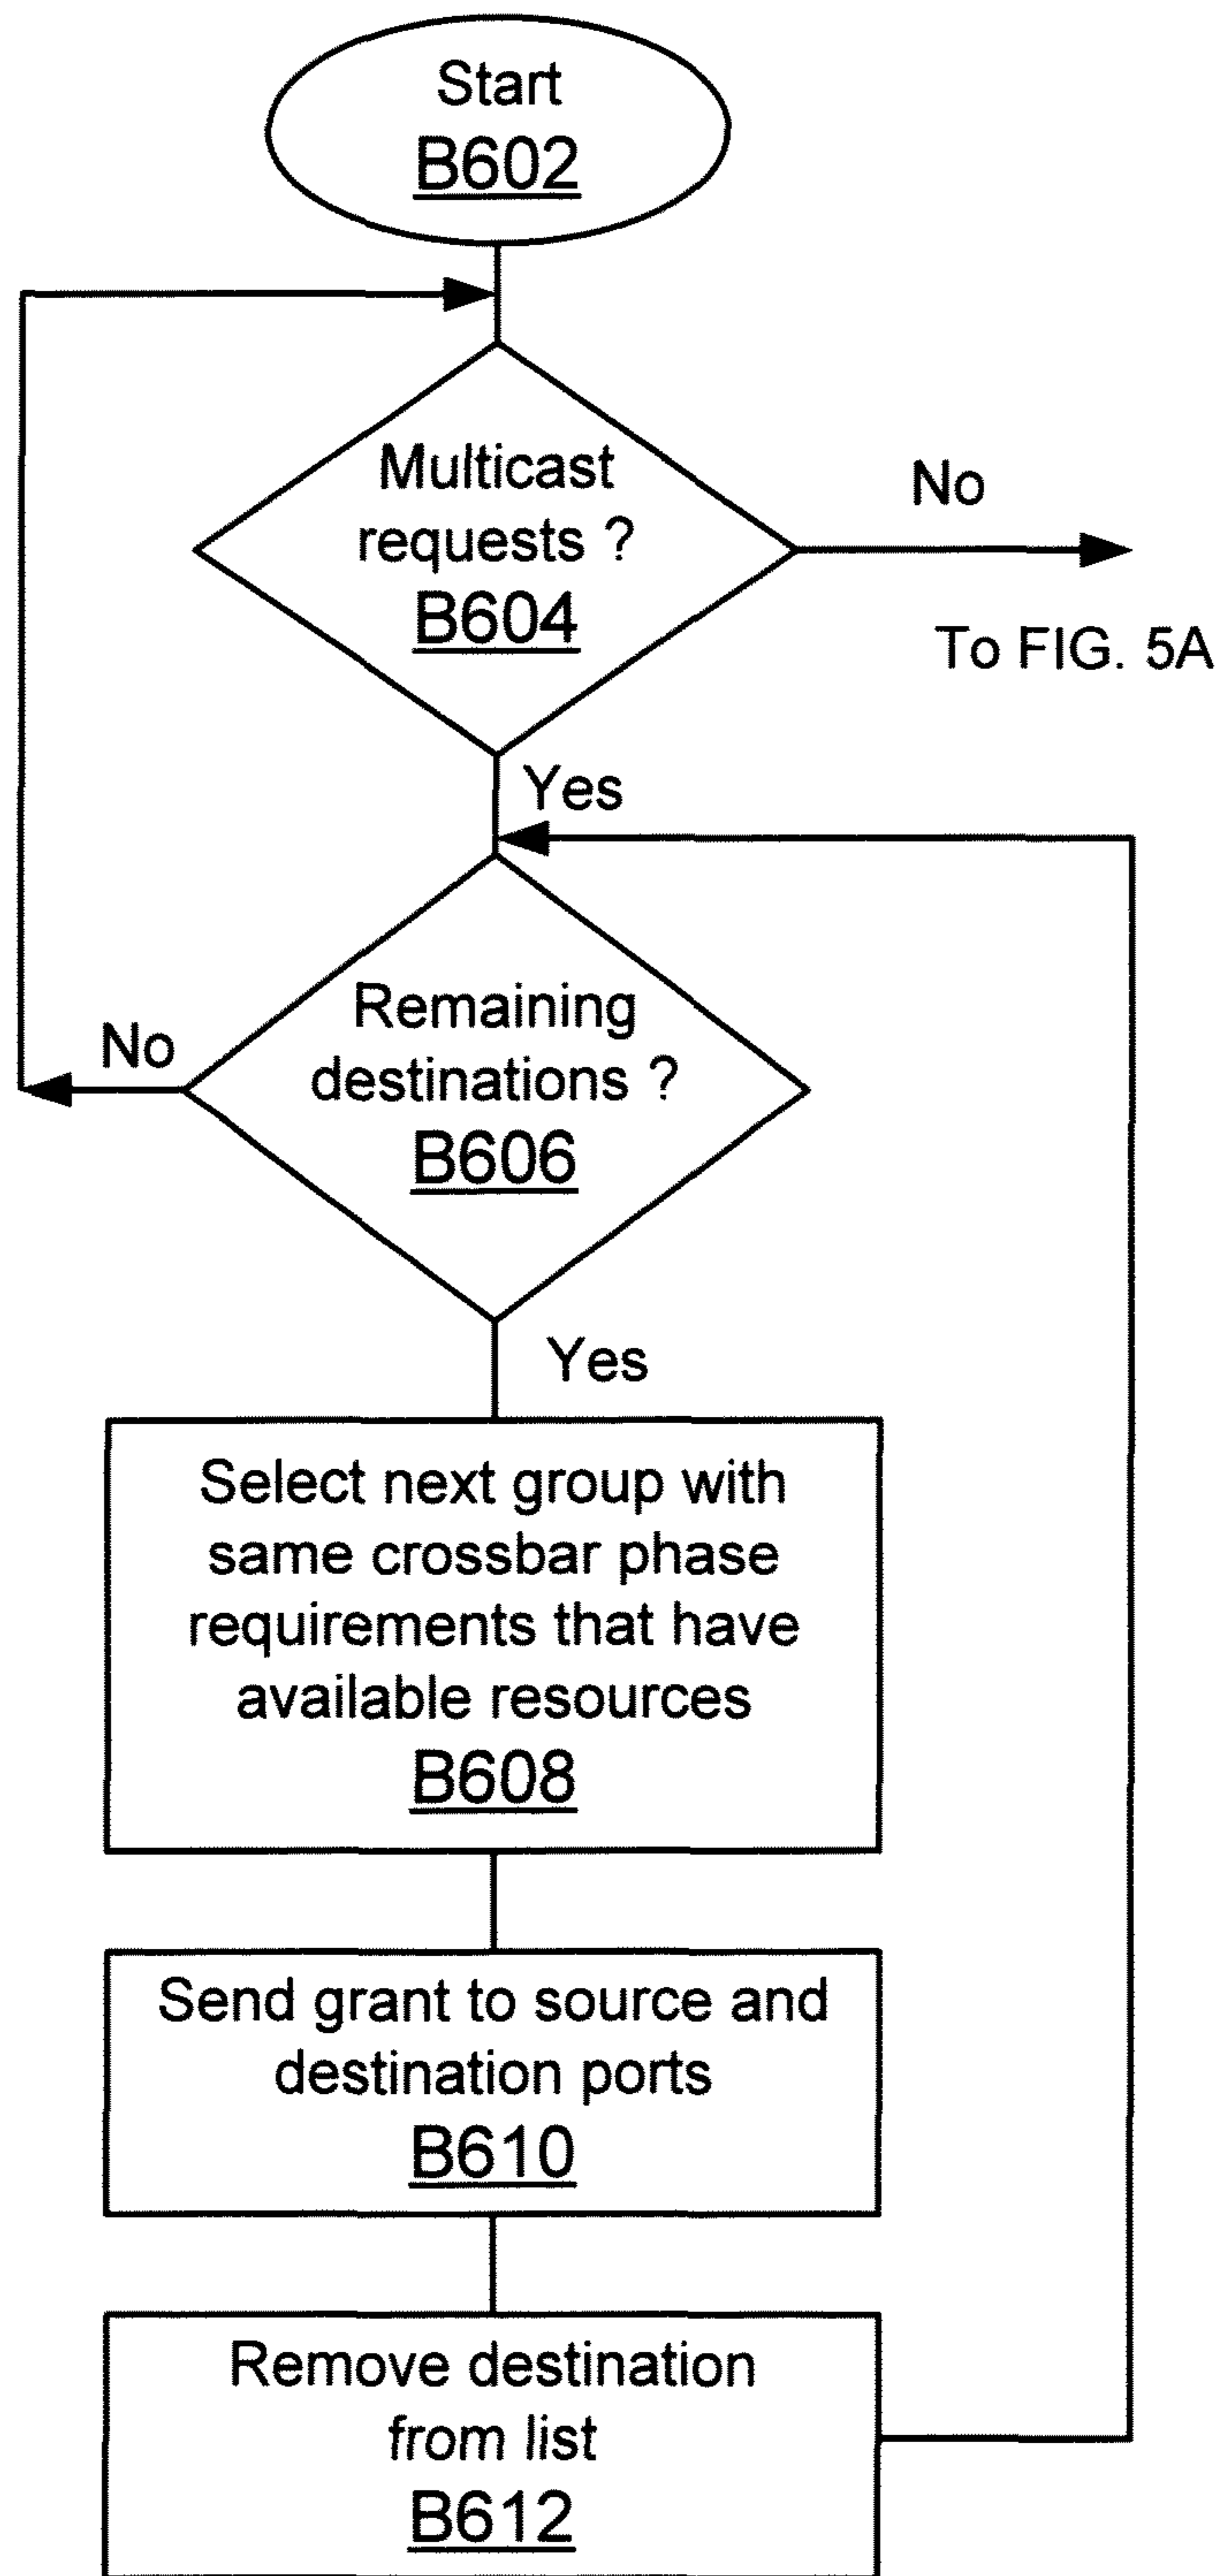 Start
B602
Multicast
requests ?
B604
No
To FIG. 5A
Yes
Remaining
destinations ?
B606
No
Yes
Select next group with
same crossbar phase
requirements that have
available resources
B608
Send grant to source and
destination ports
B610
Remove destination
from list
B612